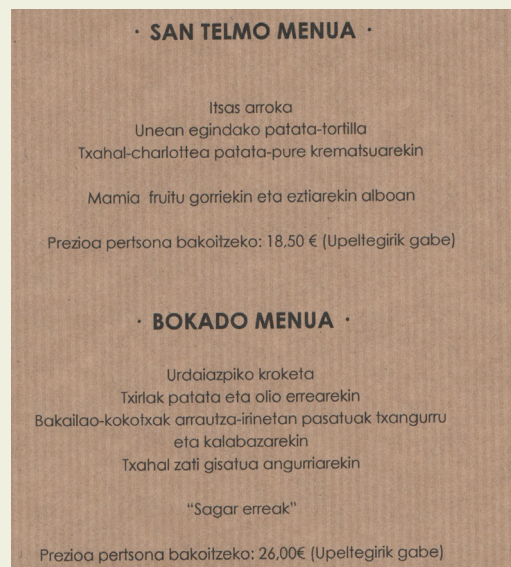 · SAN TELMO MENUA ·
Itsas arroka
Unean egindako patata-tortilla
Txahal-charlottea patata-pure krematsuarekin
Mamia fruitu gorriekin eta eztiarekin alboan
Prezioa pertsona bakoitzeko: 18,50 € (Upeltegirik gabe)
· BOKADO MENUA ·
Urdaiazpiko kroketa
Txirlak patata eta olio errearekin
Bakailao-kokotxak arrautza-irinetan pasatuak txangurru
eta kalabazarekin
Txahal zati gisatua angurriarekin
“Sagar erreak”
Prezioa pertsona bakoitzeko: 26,00€ (Upeltegirik gabe)